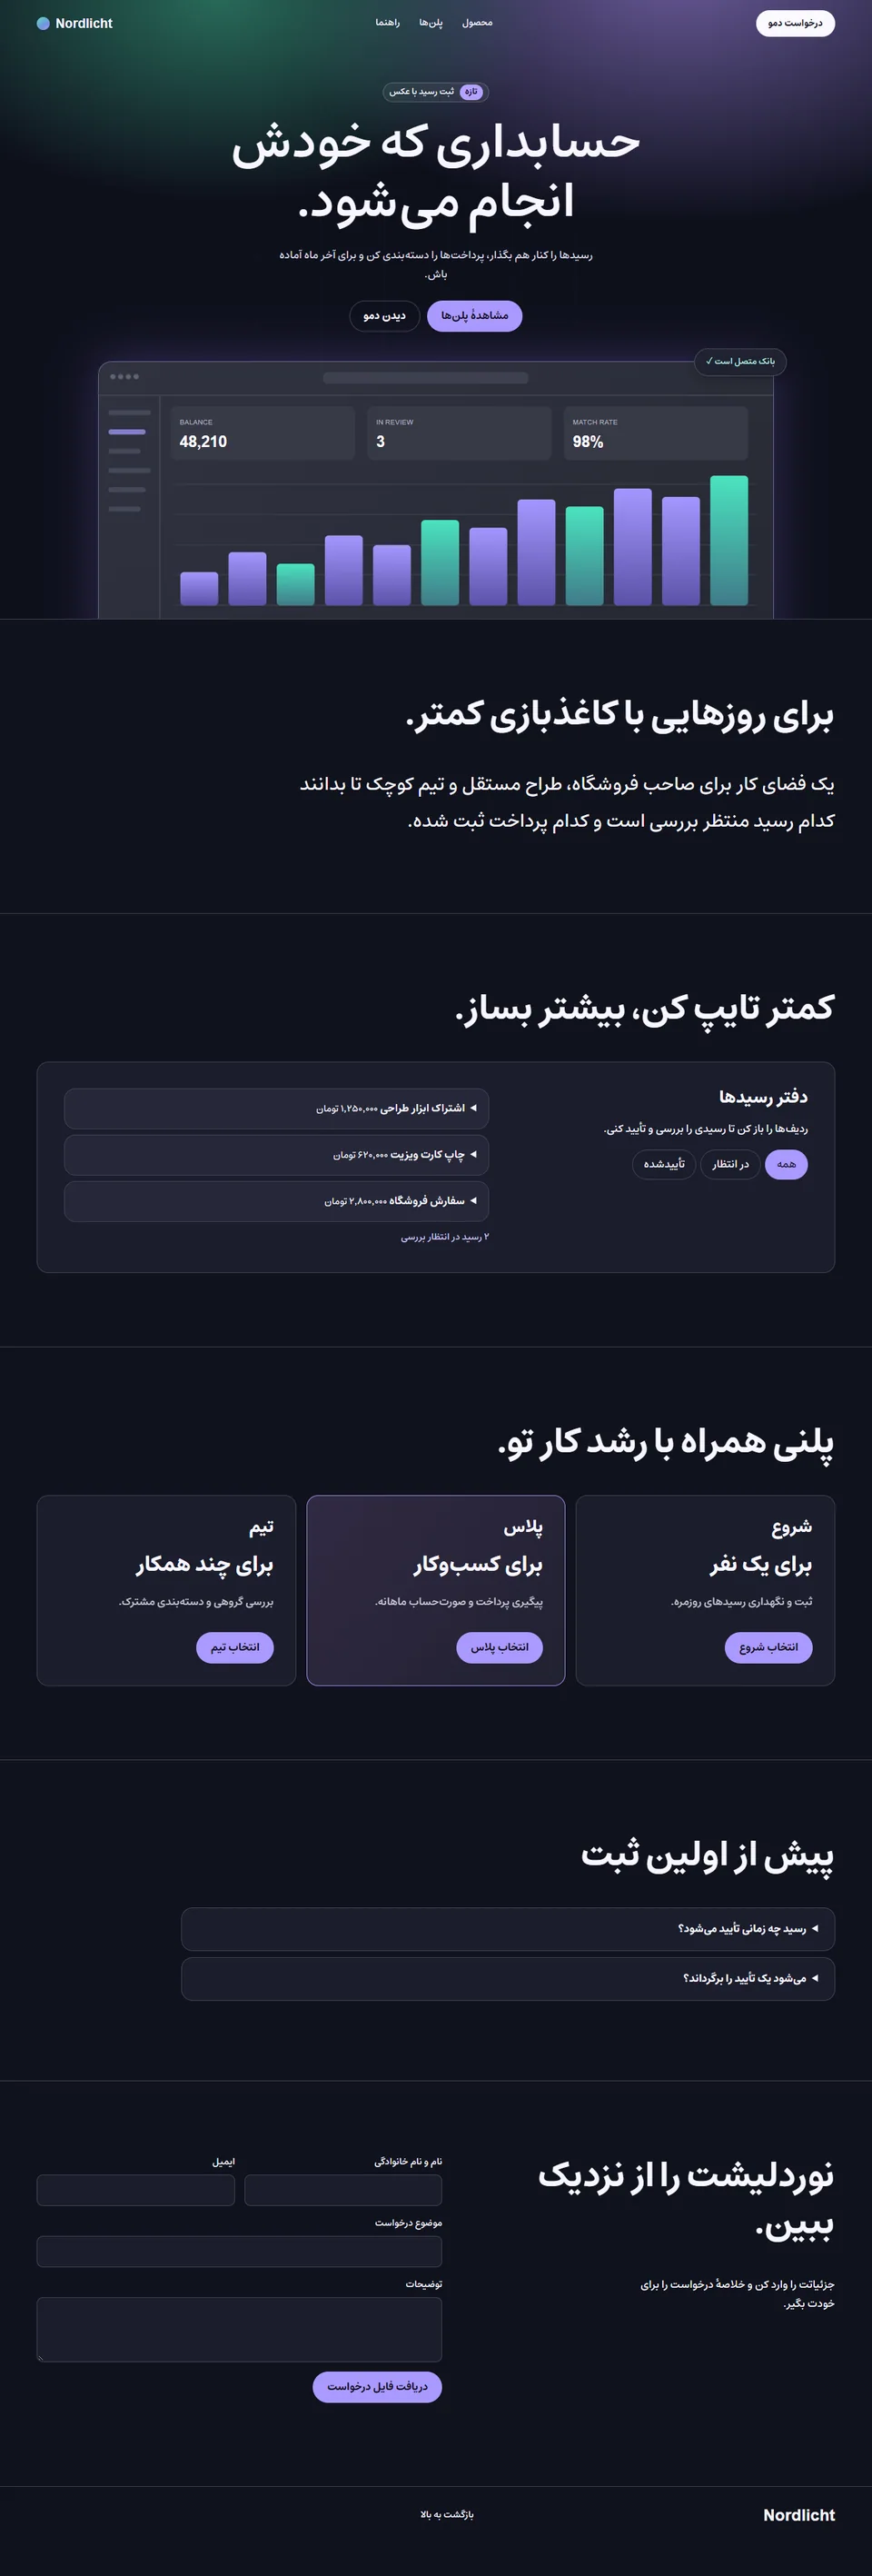 Nordlicht
محصول
پلن‌ها
راهنما
درخواست دمو
تازه ثبت رسید با عکس
حسابداری که خودش
انجام می‌شود.
رسیدها را کنار هم بگذار، پرداخت‌ها را دسته‌بندی کن و برای آخر ماه آماده
باش.
مشاهدهٔ پلن‌ها
دیدن دمو
بانک متصل است ✓
BALANCE
48,210
IN REVIEW
3
MATCH RATE
98%
برای روزهایی با کاغذبازی کمتر.
یک فضای کار برای صاحب فروشگاه، طراح مستقل و تیم کوچک تا بدانند
کدام رسید منتظر بررسی است و کدام پرداخت ثبت شده.
کمتر تایپ کن، بیشتر بساز.
دفتر رسیدها
ردیف‌ها را باز کن تا رسیدی را بررسی و تأیید کنی.
همه
در انتظار
تأییدشده
اشتراک ابزار طراحی ۱,۲۵۰,۰۰۰ تومان
چاپ کارت ویزیت ۶۲۰,۰۰۰ تومان
سفارش فروشگاه ۲,۸۰۰,۰۰۰ تومان
۲ رسید در انتظار بررسی
پلنی همراه با رشد کار تو.
شروع
برای یک نفر
ثبت و نگهداری رسیدهای روزمره.
انتخاب شروع
پلاس
برای کسب‌وکار
پیگیری پرداخت و صورت‌حساب ماهانه.
انتخاب پلاس
تیم
برای چند همکار
بررسی گروهی و دسته‌بندی مشترک.
انتخاب تیم
پیش از اولین ثبت
رسید چه زمانی تأیید می‌شود؟
می‌شود یک تأیید را برگرداند؟
نوردلیشت را از نزدیک
ببین.
جزئیاتت را وارد کن و خلاصهٔ درخواست را برای
خودت بگیر.
نام و نام خانوادگی
ایمیل
موضوع درخواست
توضیحات
دریافت فایل درخواست
Nordlicht
بازگشت به بالا